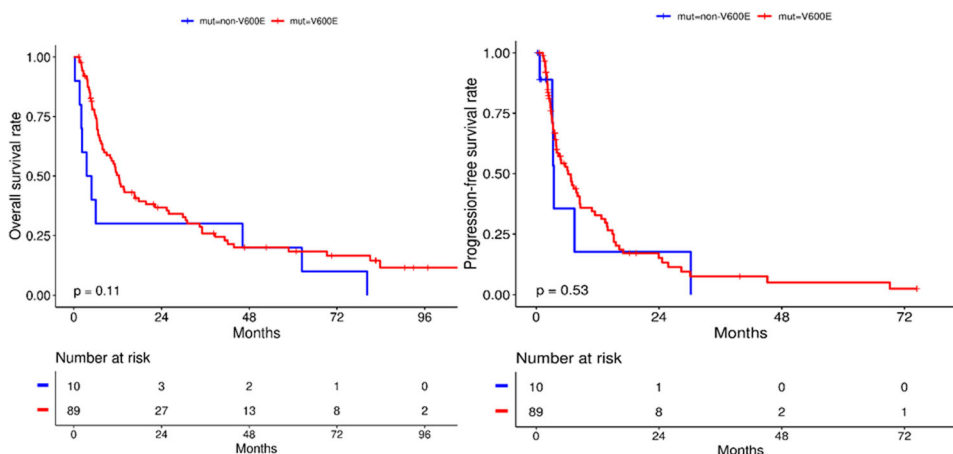 mut=non-V600E mut=V600E
Overall survival rate
1.00
0.75
0.50
0.25
0.00
p = 0.11
0 24 48 72 96
Months
Number at risk
10 3 2 1 0
89 27 13 8 2
0 24 48 72 96
Months
mut=non-V600E mut=V600E
Progression-free survival rate
1.00
0.75
0.50
0.25
0.00
p = 0.53
0 24 48 72
Months
Number at risk
10 1 0 0
89 8 2 1
0 24 48 72
Months